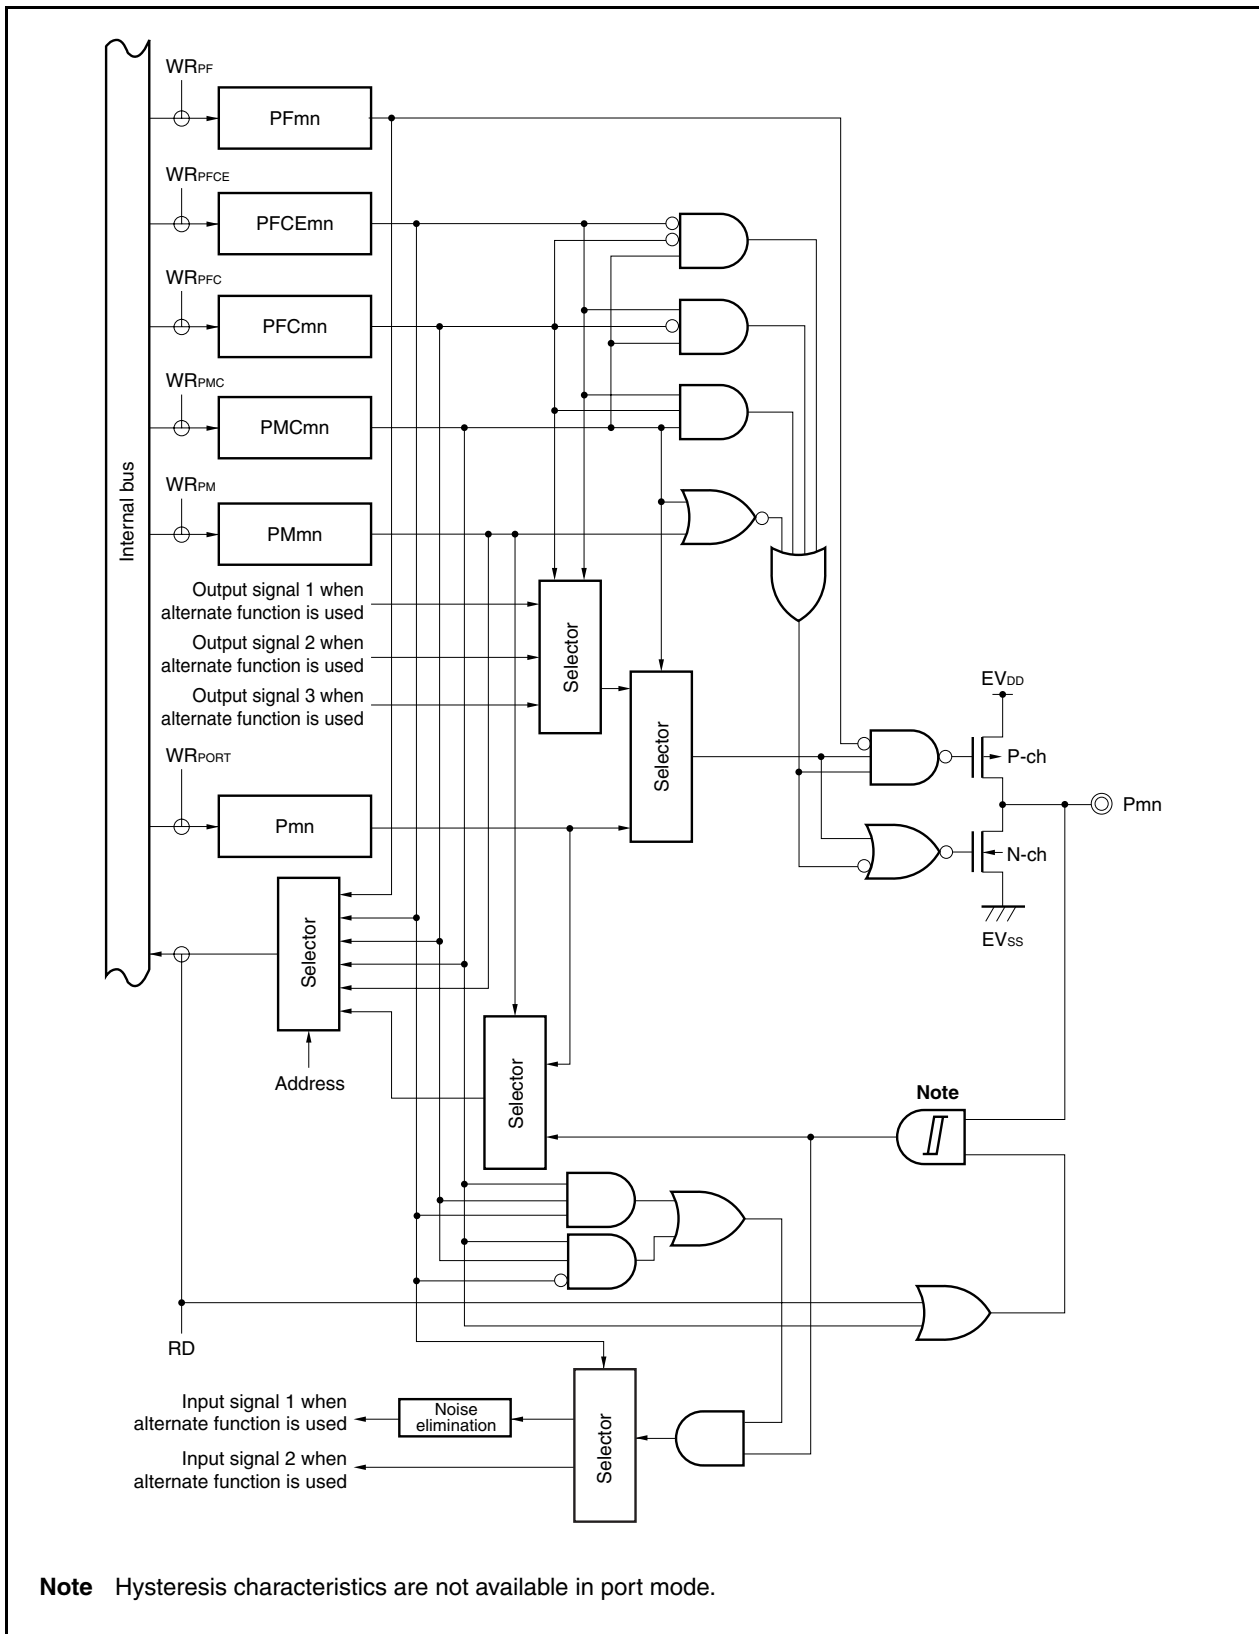 WRPF
PFmn
WRPFCE
PFCEmn
WRPFC
PFCmn
WRPMC
PMCmn
Internal bus
WRPM
PMmn
Output signal 1 when
alternate function is used
Output signal 2 when
alternate function is used
Output signal 3 when
alternate function is used
Selector
Selector
EVDD
P-ch
WRPORT
Pmn
Pmn
N-ch
EVSS
Selector
Address
Selector
Note
RD
Input signal 1 when
alternate function is used
Noise
elimination
Input signal 2 when
alternate function is used
Selector
Note Hysteresis characteristics are not available in port mode.